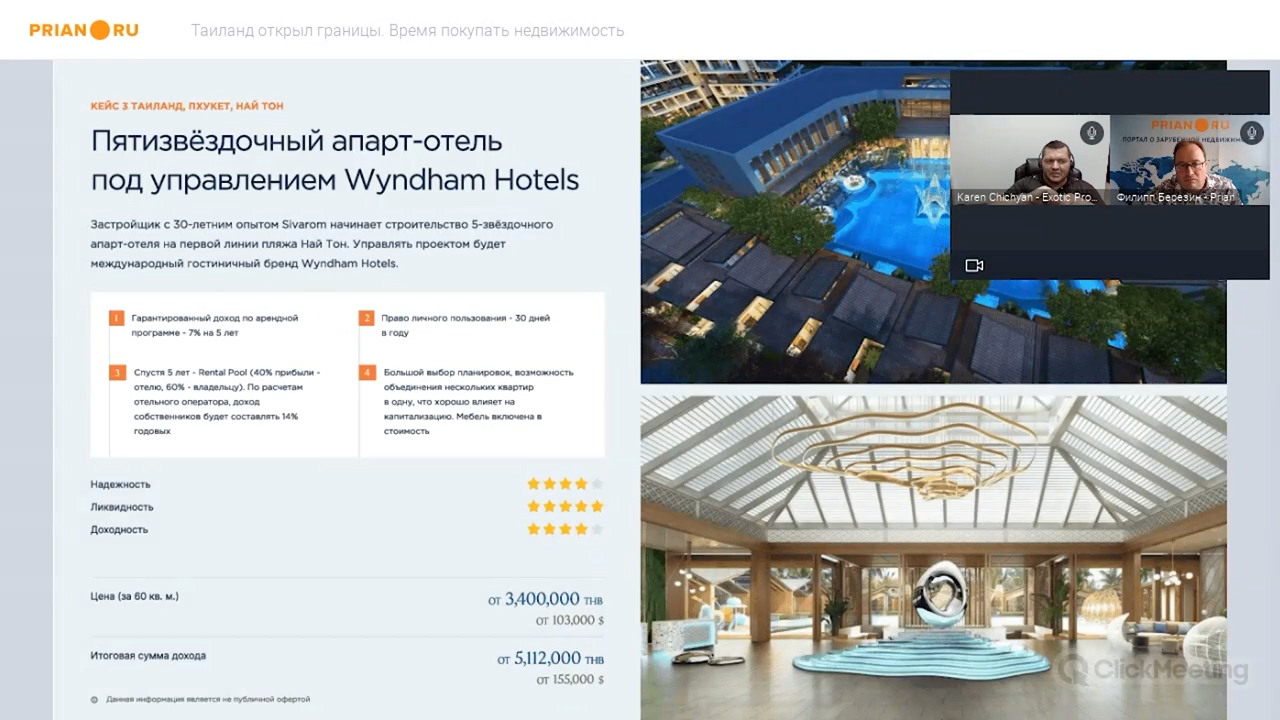 PRIAN RU
Таиланд открыл границы. Время покупать недвижимость
КЕЙС 3 ТАИЛАНД, ПХУКЕТ, НАЙ ТОН
Пятизвёздочный апарт-отель
под управлением Wyndham Hotels
Застройщик с 30-летним опытом Sivarom начинает строительство 5-звёздочного
апарт-отеля на первой линии пляжа Най Тон. Управлять проектом будет
международный гостиничный бренд Wyndham Hotels.
1 Гарантированный доход по арендной
программе - 7% на 5 лет
2 Право личного пользования - 30 дней
в году
3 Спустя 5 лет - Rental Pool (40% прибыли -
отелю, 60% - владельцу). По расчетам
отельного оператора, доход
собственников будет составлять 14%
годовых
4 Большой выбор планировок, возможность
объединения нескольких квартир
в одну, что хорошо влияет на
капитализацию. Мебель включена в
стоимость
Надежность
Ликвидность
Доходность
Цена (за 60 кв. м.)
от 3,400,000 THB
от 103,000 $
Итоговая сумма дохода
от 5,112,000 THB
от 155,000 $
Данная информация является не публичной офертой
PRIAN RU
ПОРТАЛ О ЗАРУБЕЖНОЙ НЕДВИЖИМО
Karen Chichyan - Exotic Pro...
Филипп Березин - Prian
ClickMeeting